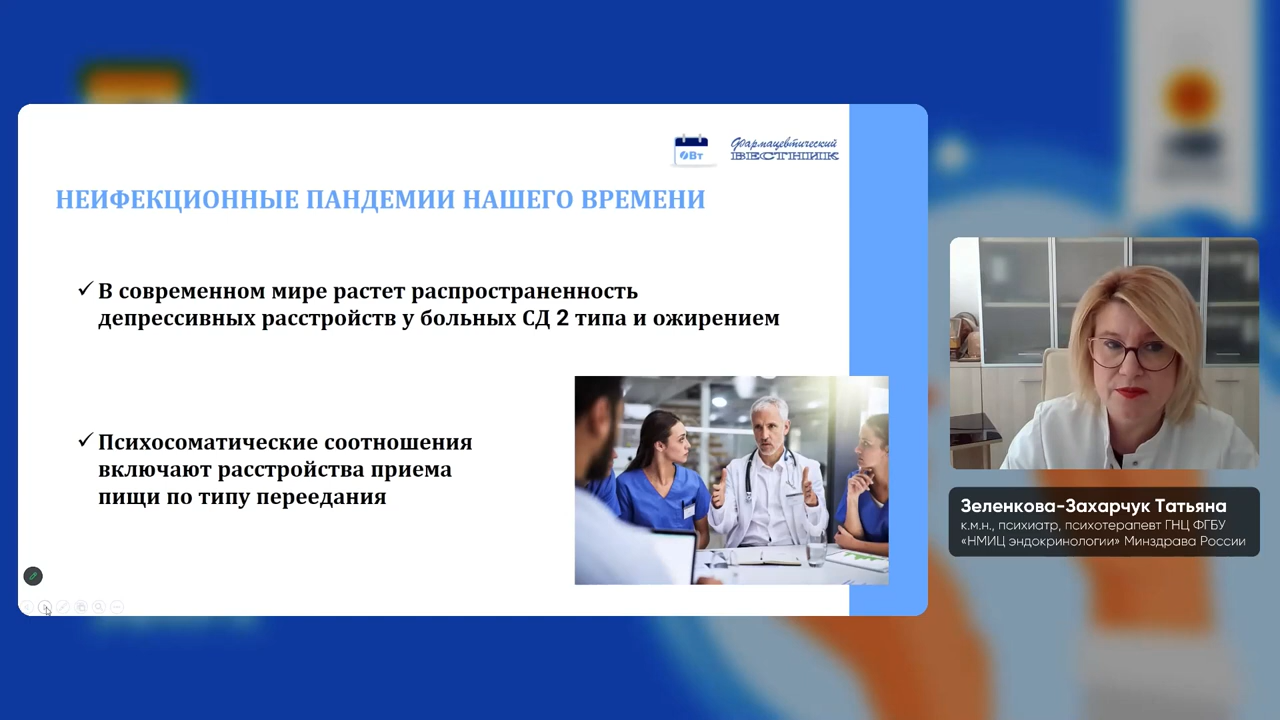 ФВт
Фармацевтический
ВЕСТНИК
НЕИФЕКЦИОННЫЕ ПАНДЕМИИ НАШЕГО ВРЕМЕНИ
✓ В современном мире растет распространенность
депрессивных расстройств у больных СД 2 типа и ожирением
✓ Психосоматические соотношения
включают расстройства приема
пищи по типу переедания
Зеленкова-Захарчук Татьяна
к.м.н., психиатр, психотерапевт ГНЦ ФГБУ
«НМИЦ эндокринологии» Минздрава России